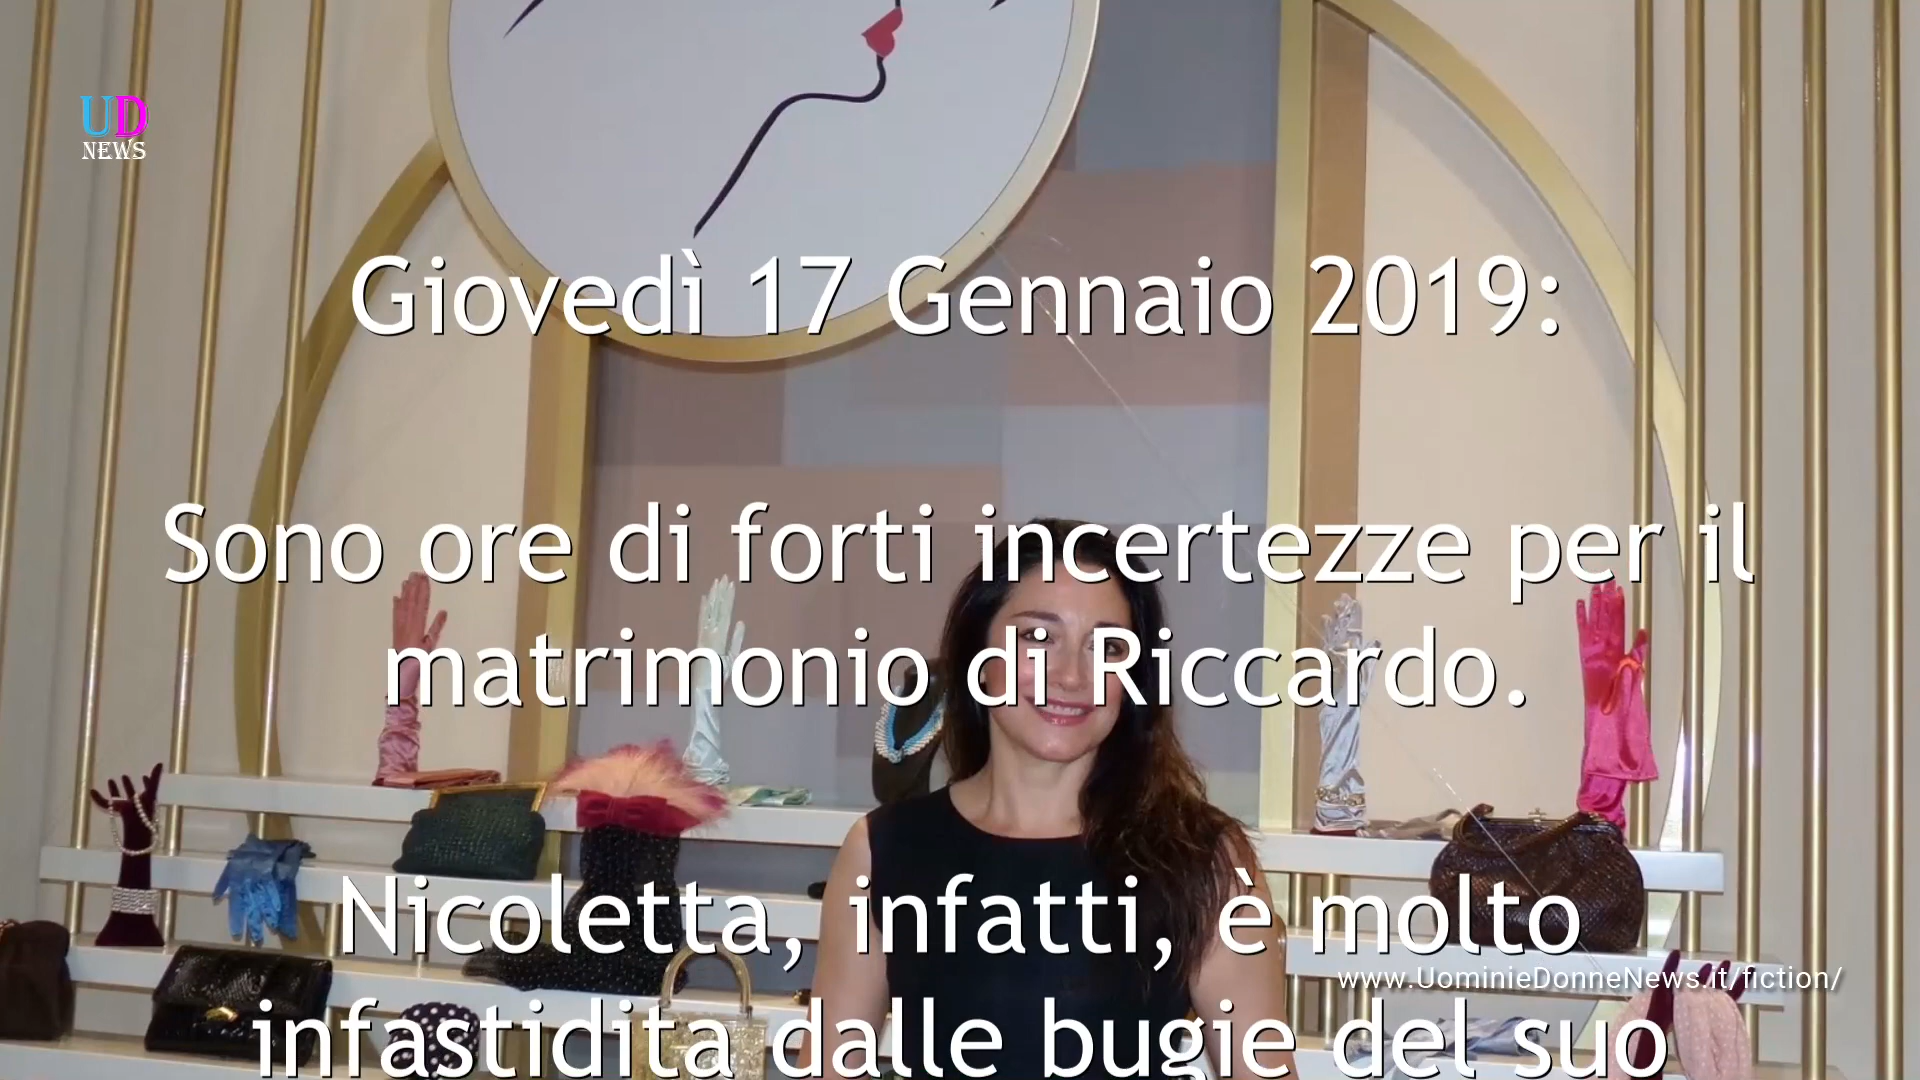 UD
NEWS
Giovedì 17 Gennaio 2019:
Sono ore di forti incertezze per il
matrimonio di Riccardo.
Nicoletta, infatti, è molto
www.UominieDonneNews.it/fiction/
infastidita dalle bugie del suo